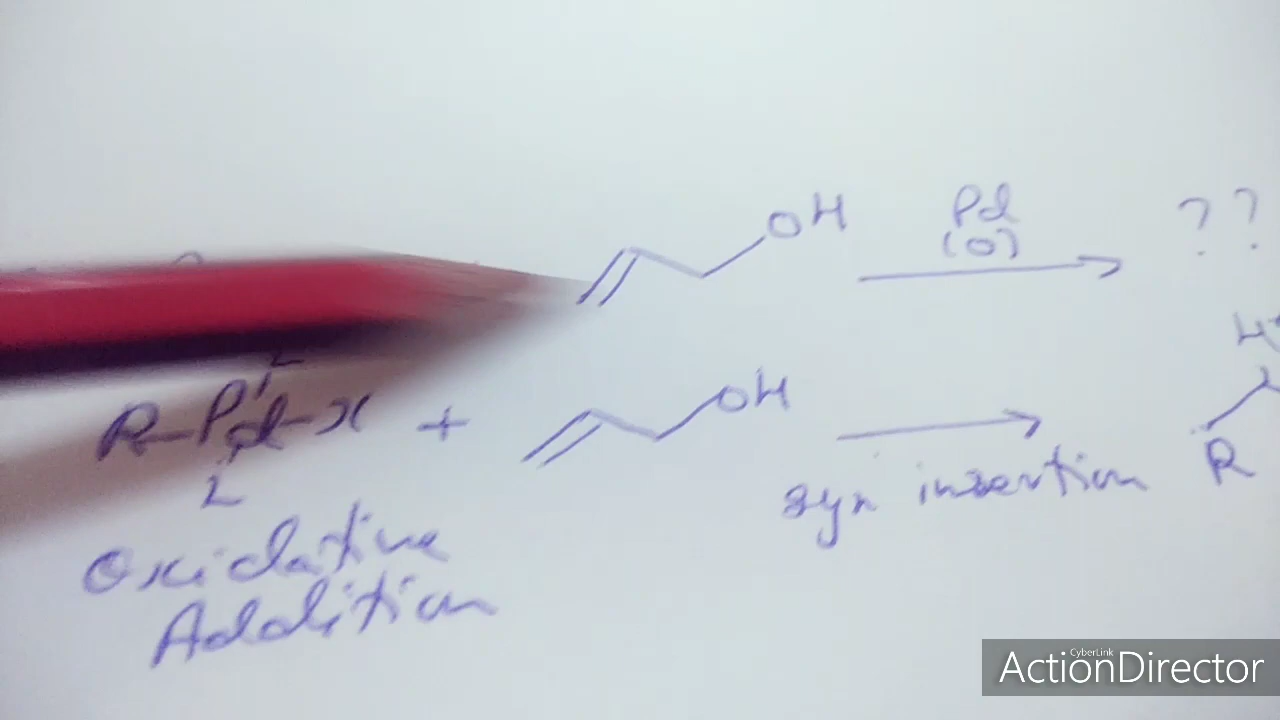 OH Pd ??
(0)
L
R-Pd-x + OH
L syn insertion R
Oxidative
Addition
CyberLink
ActionDirector